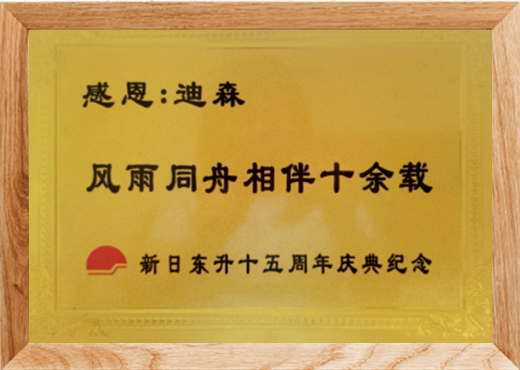 感恩:迪森
风雨同舟相伴十余载
新日东升十五周年庆典纪念